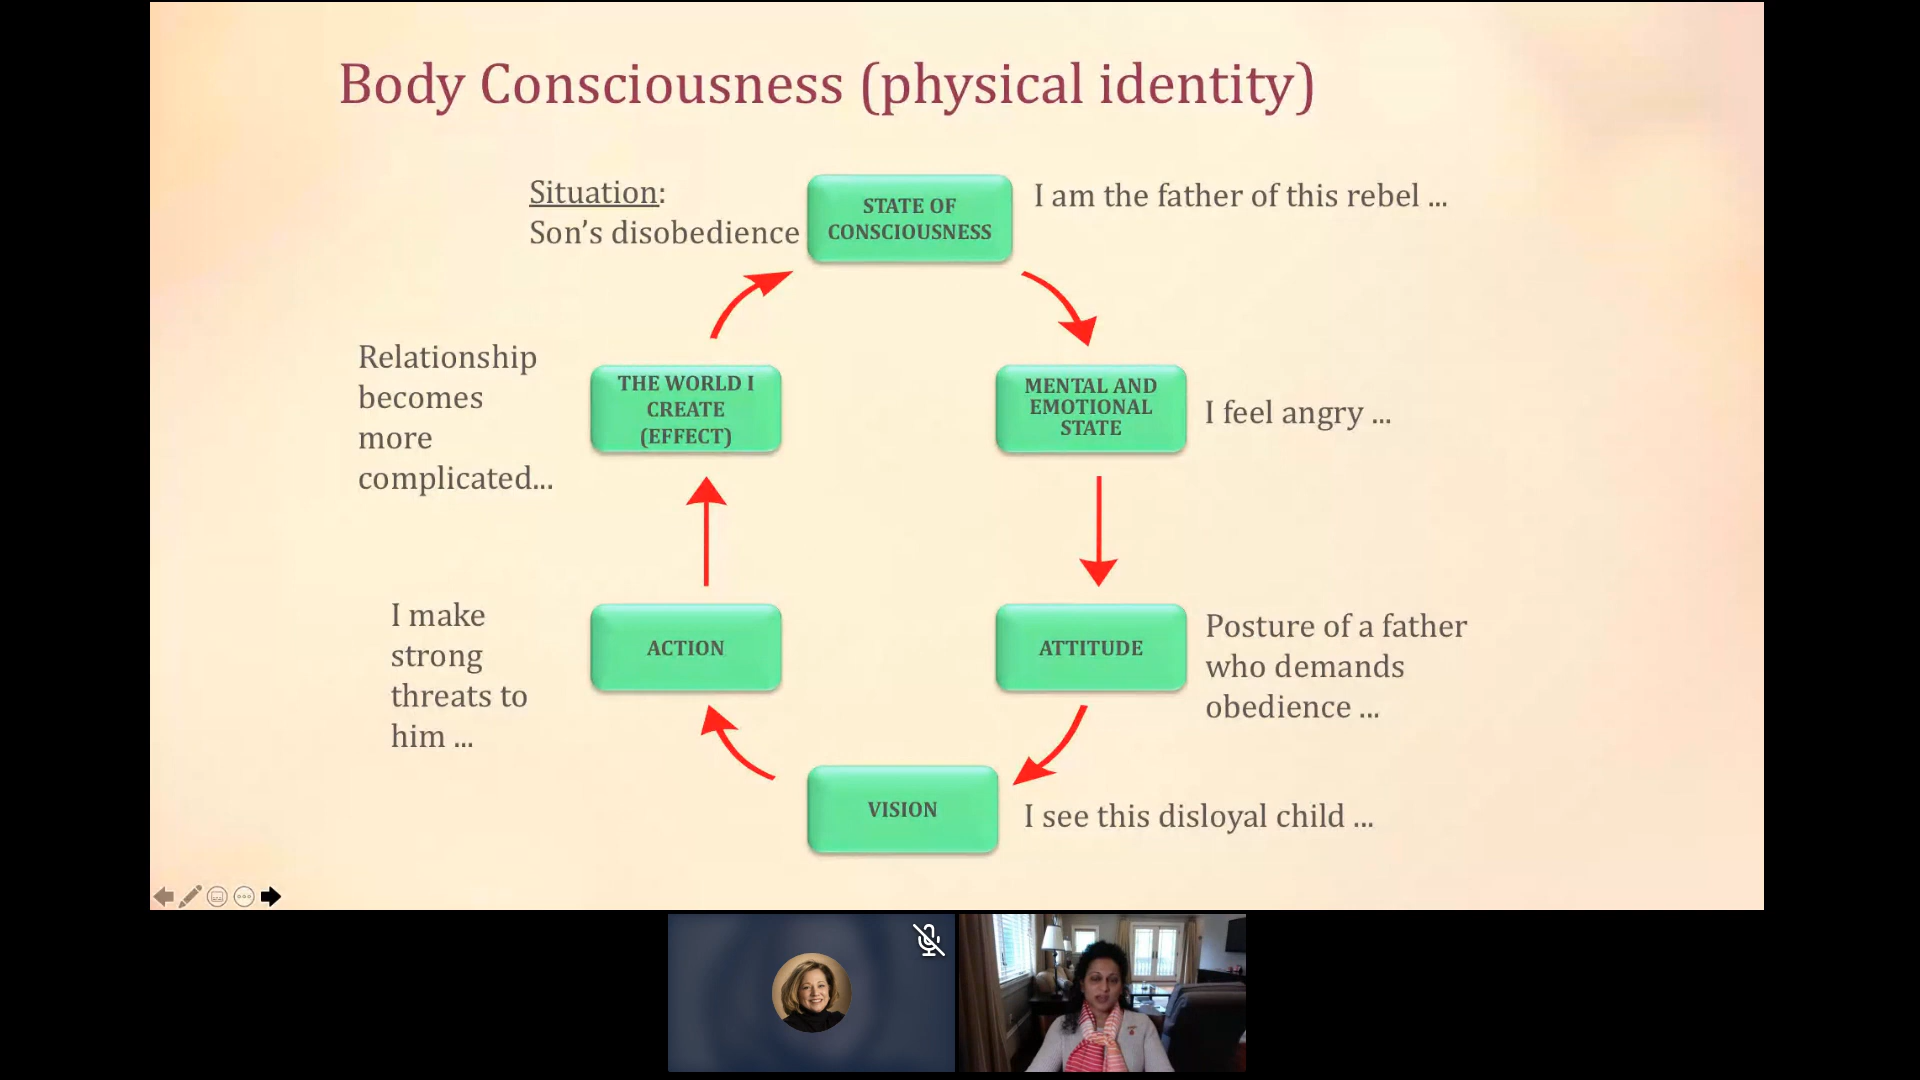 Body Consciousness (physical identity)
Situation:
Son’s disobedience
STATE OF
CONSCIOUSNESS
I am the father of this rebel ...
MENTAL AND
EMOTIONAL
STATE
I feel angry ...
ATTITUDE
Posture of a father
who demands
obedience ...
VISION
I see this disloyal child ...
ACTION
I make
strong
threats to
him ...
THE WORLD I
CREATE
(EFFECT)
Relationship
becomes
more
complicated...